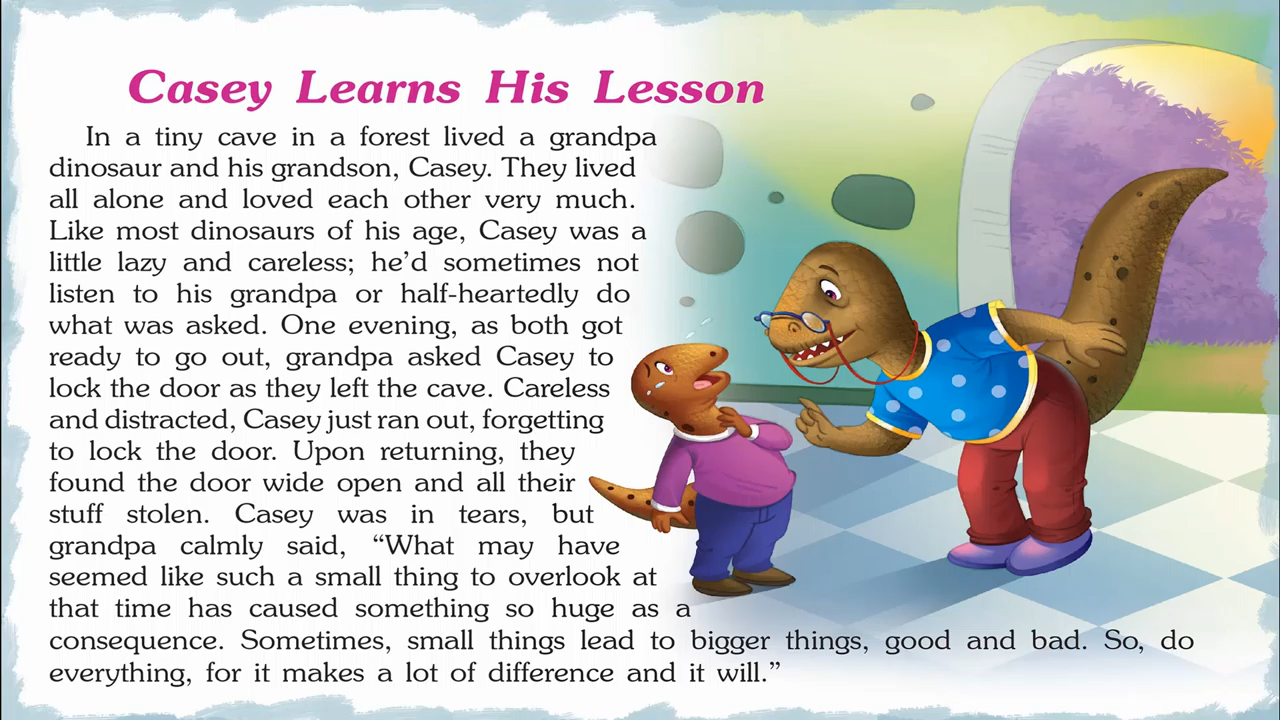 Casey Learns His Lesson
In a tiny cave in a forest lived a grandpa
dinosaur and his grandson, Casey. They lived
all alone and loved each other very much.
Like most dinosaurs of his age, Casey was a
little lazy and careless; he’d sometimes not
listen to his grandpa or half-heartedly do
what was asked. One evening, as both got
ready to go out, grandpa asked Casey to
lock the door as they left the cave. Careless
and distracted, Casey just ran out, forgetting
to lock the door. Upon returning, they
found the door wide open and all their
stuff stolen. Casey was in tears, but
grandpa calmly said, “What may have
seemed like such a small thing to overlook at
that time has caused something so huge as a
consequence. Sometimes, small things lead to bigger things, good and bad. So, do
everything, for it makes a lot of difference and it will.”